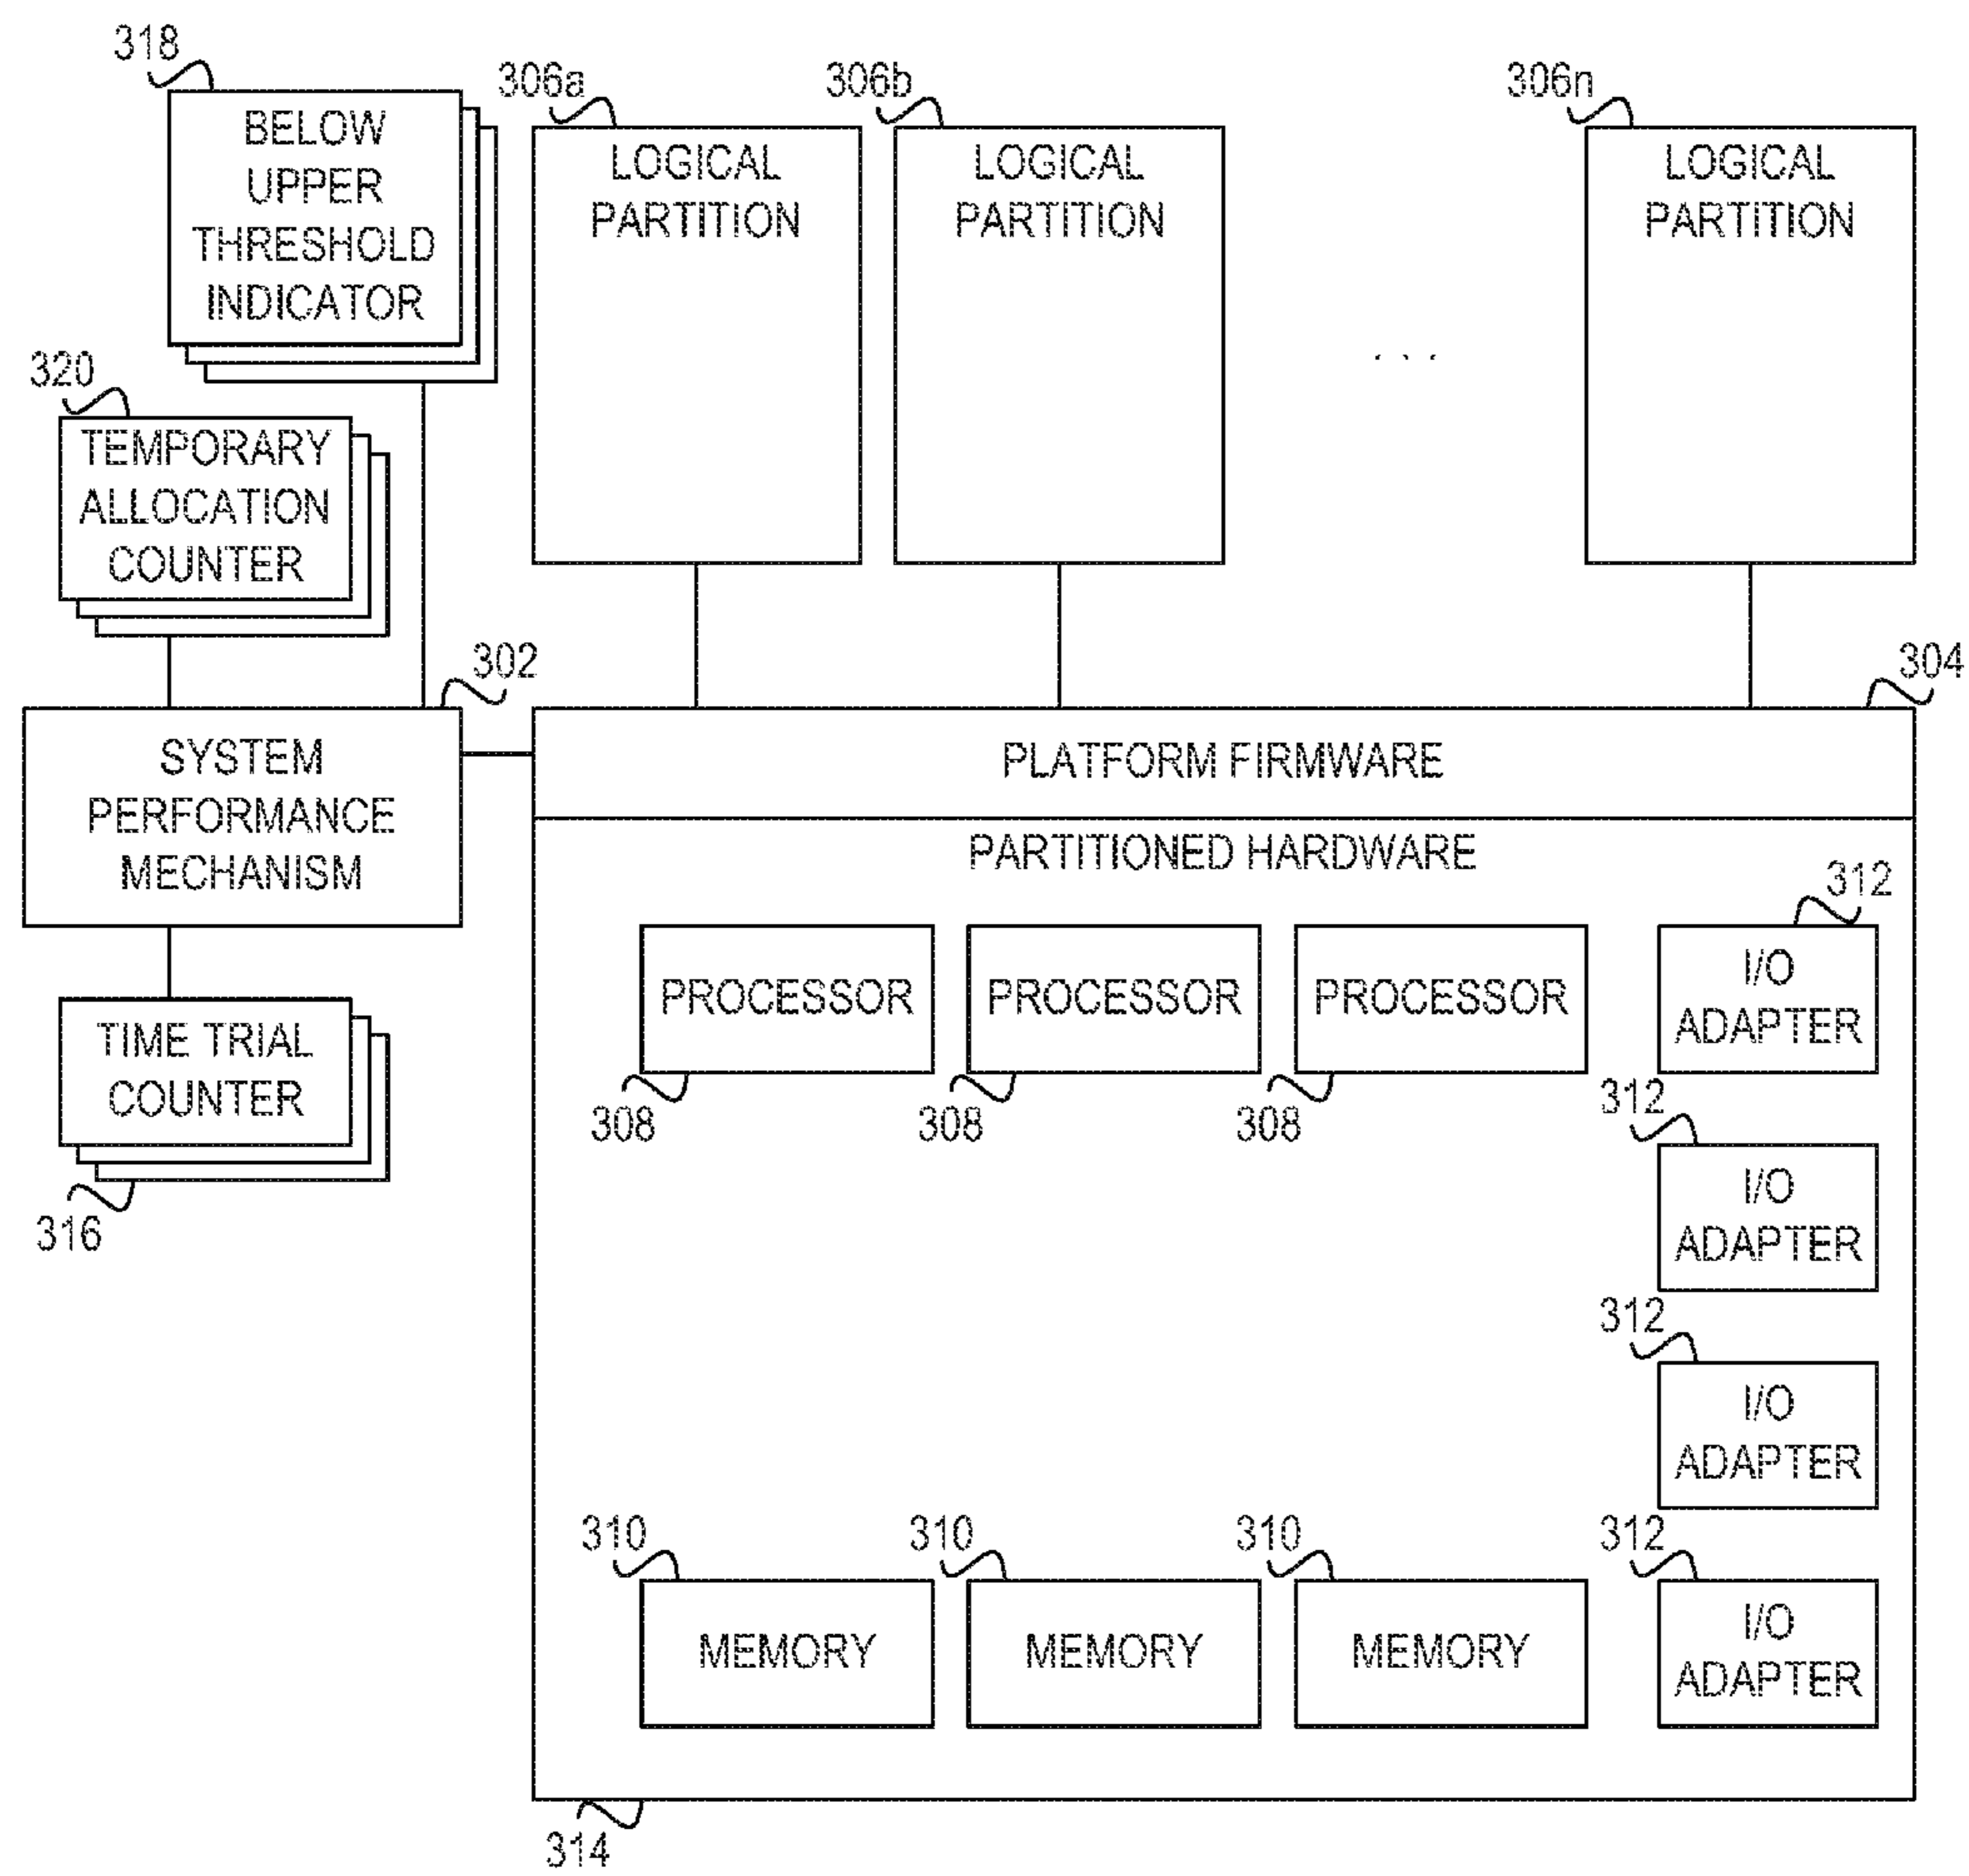 318
BELOW
UPPER
THRESHOLD
INDICATOR
306a
LOGICAL
PARTITION
306b
LOGICAL
PARTITION
. . .
306n
LOGICAL
PARTITION
320
TEMPORARY
ALLOCATION
COUNTER
302
SYSTEM
PERFORMANCE
MECHANISM
304
PLATFORM FIRMWARE
PARTITIONED HARDWARE
TIME TRIAL
COUNTER
316
PROCESSOR
308
PROCESSOR
308
PROCESSOR
308
312
I/O
ADAPTER
312
I/O
ADAPTER
312
I/O
ADAPTER
310
MEMORY
310
MEMORY
310
MEMORY
312
I/O
ADAPTER
314